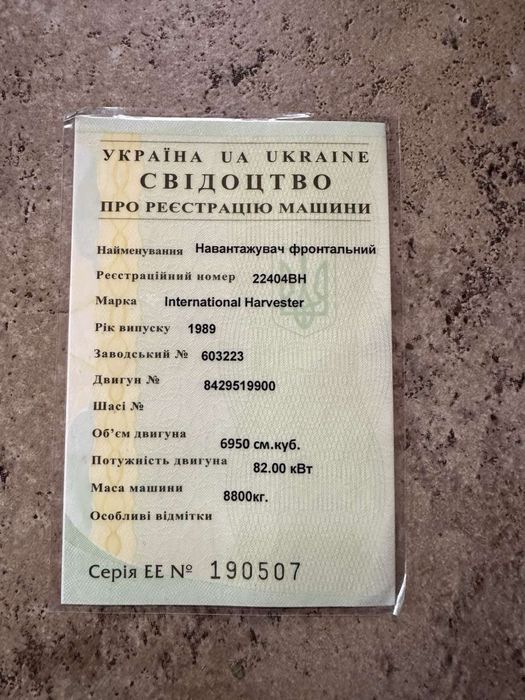 УКРАЇНА UA UKRAINE
СВІДОЦТВО
ПРО РЕЄСТРАЦІЮ МАШИНИ
Найменування Навантажувач фронтальний
Реєстраційний номер 22404ВН
Марка International Harvester
Рік випуску 1989
Заводський № 603223
Двигун № 8429519900
Шасі №
Об'єм двигуна 6950 см.куб.
Потужність двигуна 82.00 кВт
Маса машини 8800кг.
Особливі відмітки
Серія ЕЕ № 190507